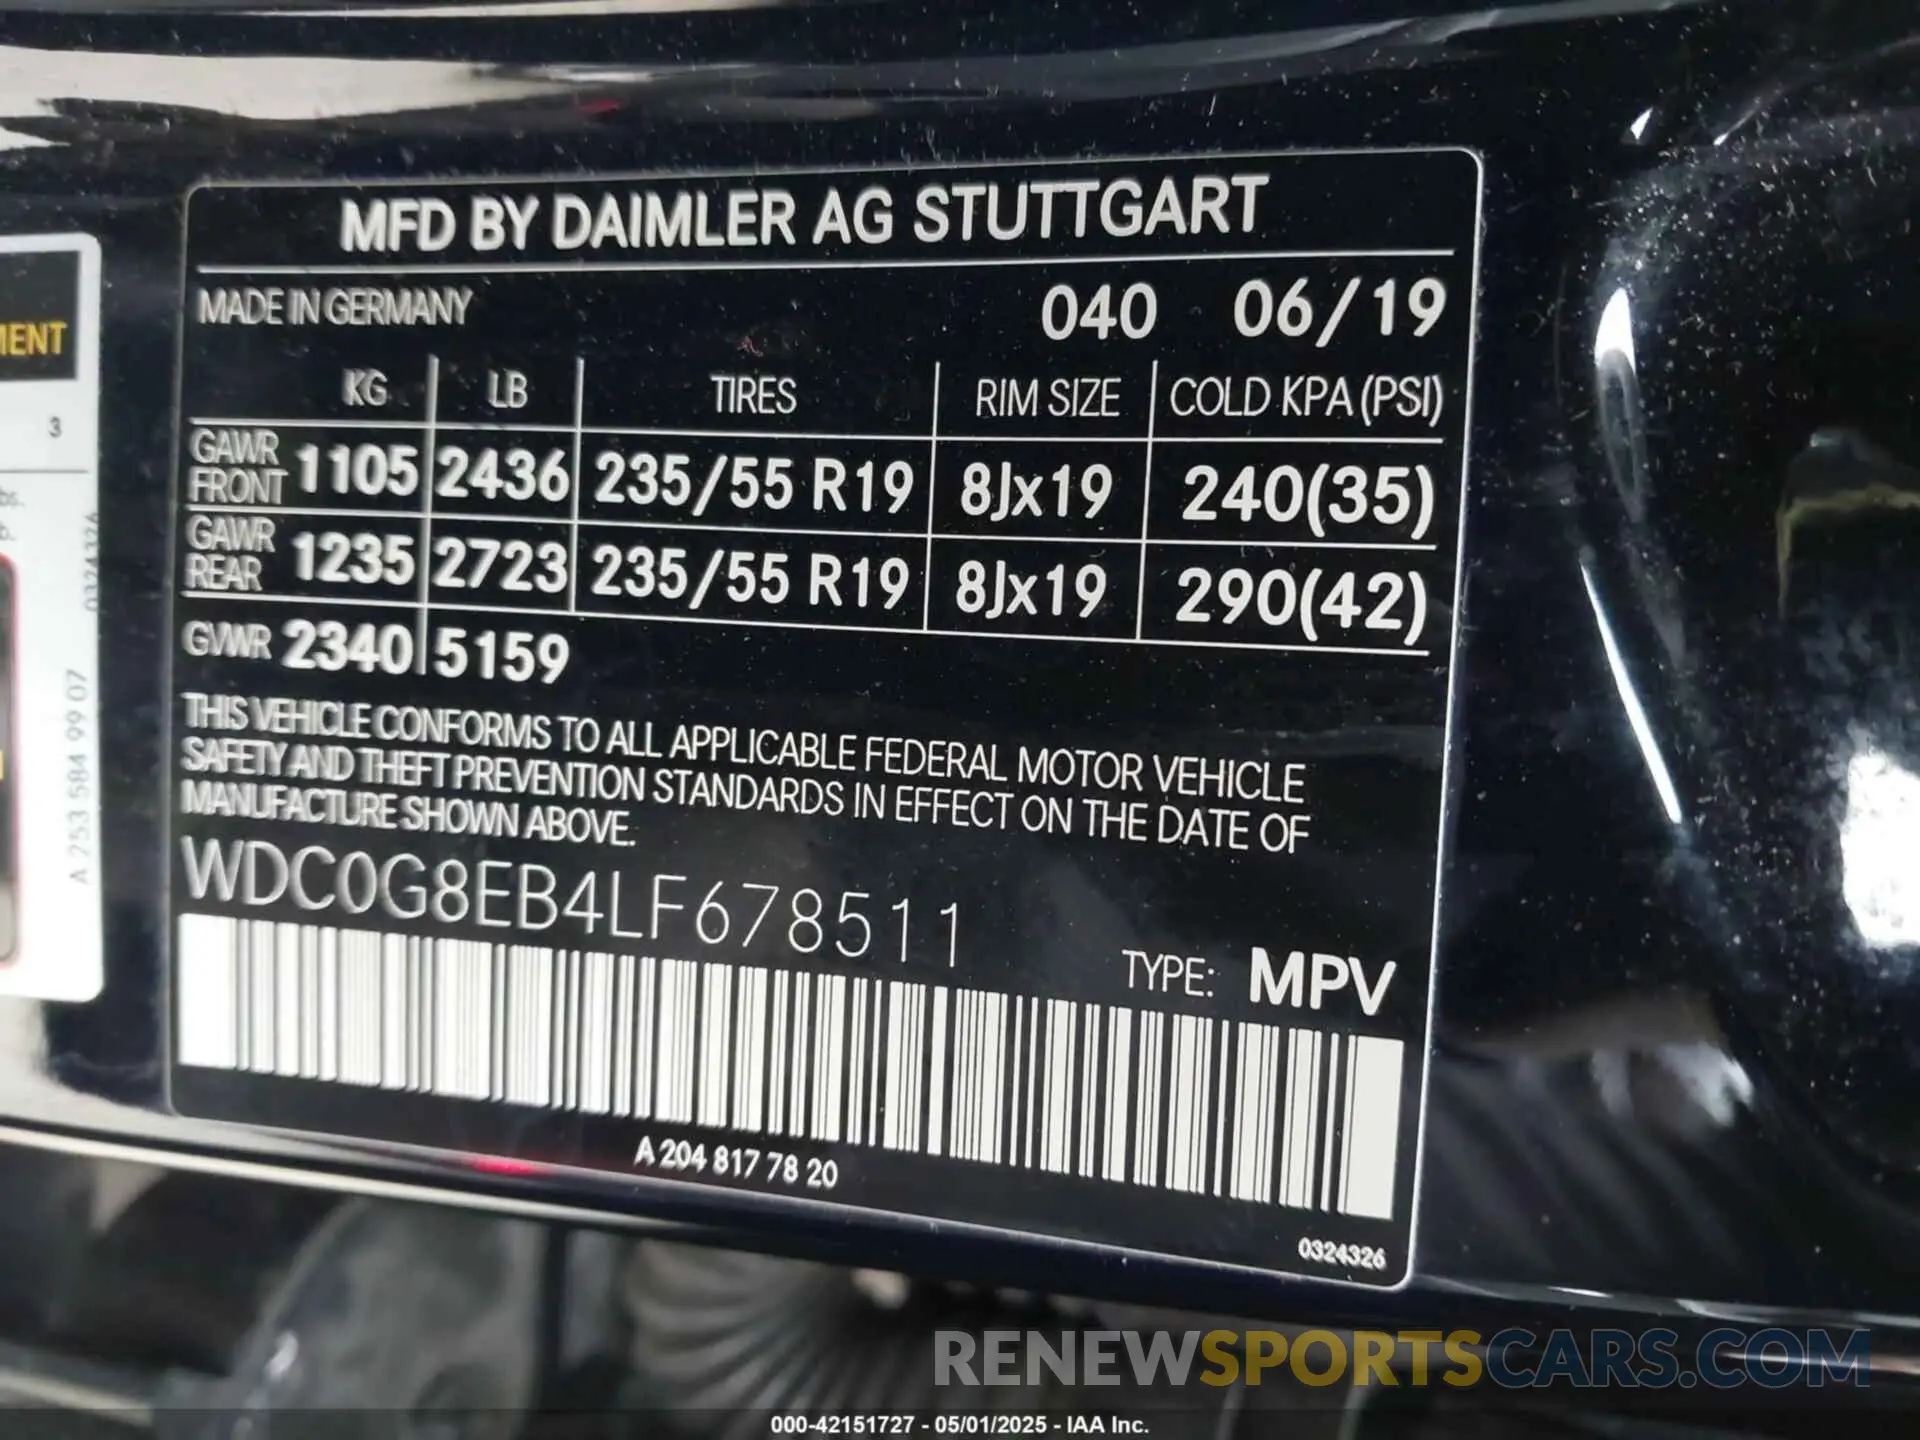 MFD BY DAIMLER AG STUTTGART
MADE IN GERMANY 040 06/19
KG LB TIRES RIM SIZE COLD KPA (PSI)
GAWR FRONT 1105 2436 235/55 R19 8Jx19 240(35)
GAWR REAR 1235 2723 235/55 R19 8Jx19 290(42)
GVWR 2340 5159
THIS VEHICLE CONFORMS TO ALL APPLICABLE FEDERAL MOTOR VEHICLE
SAFETY AND THEFT PREVENTION STANDARDS IN EFFECT ON THE DATE OF
MANUFACTURE SHOWN ABOVE.
WDC0G8EB4LF678511
TYPE: MPV
A 204 817 78 20
0324326
3
0324326
A 253 584 99 07
RENEWSPORTSCARS.COM
000-42151727 - 05/01/2025 - IAA Inc.